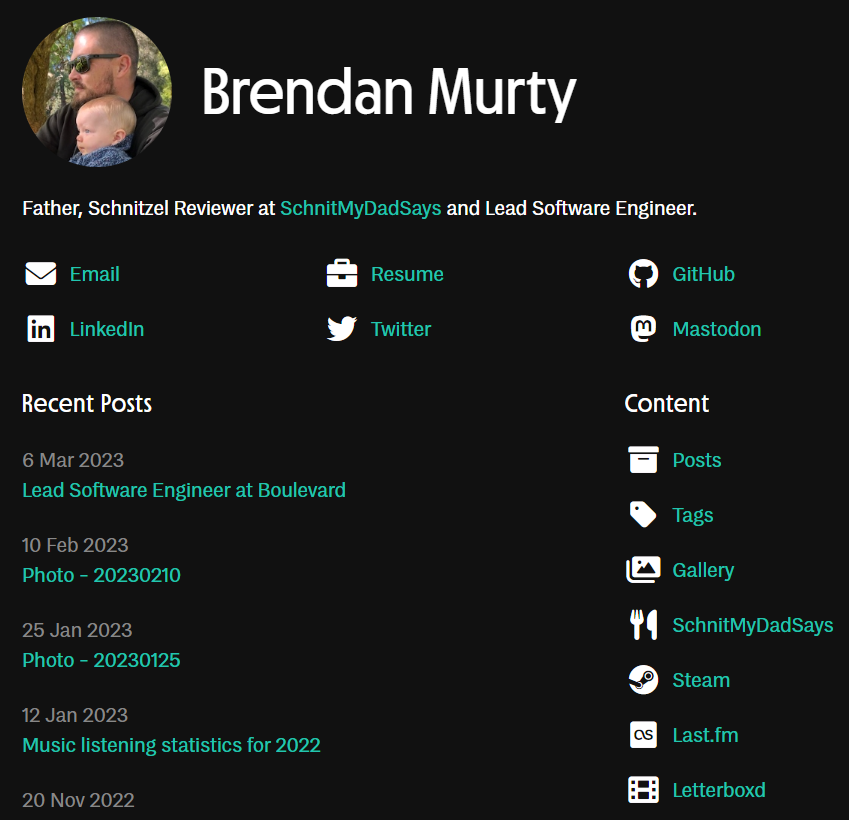 Brendan Murty
Father, Schnitzel Reviewer at SchnitMyDadSays and Lead Software Engineer.
Email
Resume
GitHub
LinkedIn
Twitter
Mastodon
Recent Posts
6 Mar 2023
Lead Software Engineer at Boulevard
10 Feb 2023
Photo - 20230210
25 Jan 2023
Photo - 20230125
12 Jan 2023
Music listening statistics for 2022
20 Nov 2022
Content
Posts
Tags
Gallery
SchnitMyDadSays
Steam
Last.fm
Letterboxd